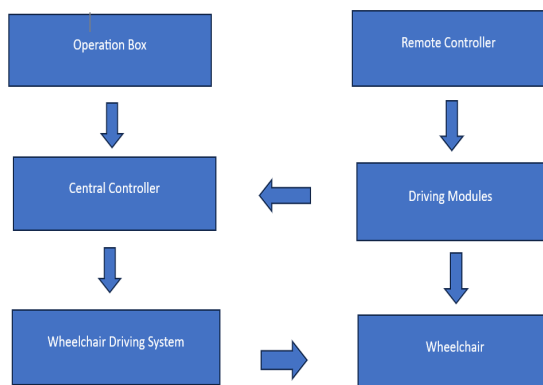 Operation Box
Remote Controller
Central Controller
Driving Modules
Wheelchair Driving System
Wheelchair